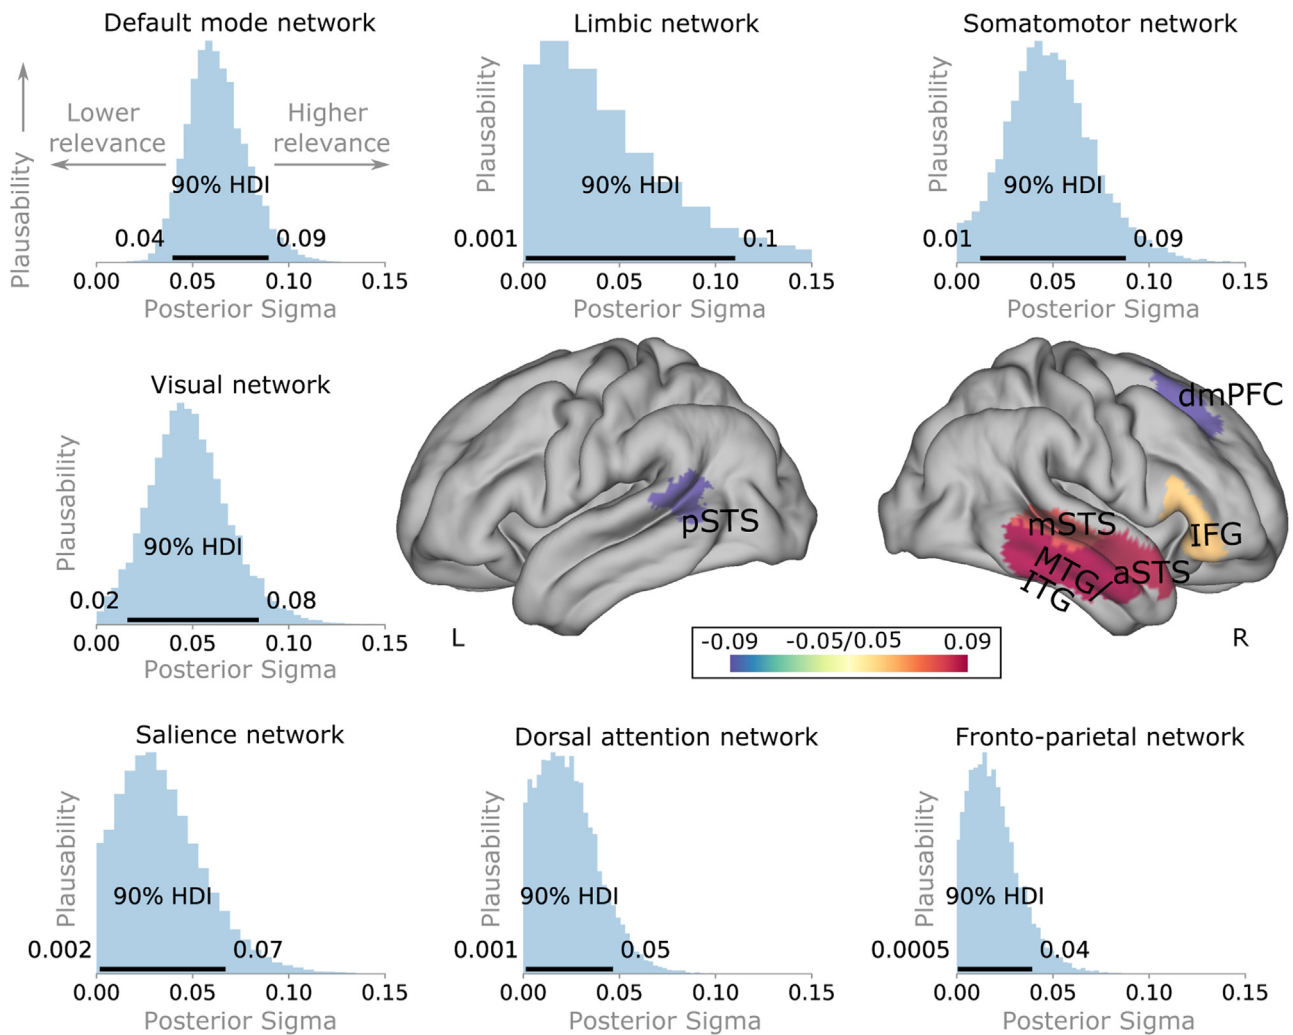 Default mode network
Limbic network
Somatomotor network
Plausability
Lower
relevance
Higher
relevance
90% HDI
0.04
0.09
0.00 0.05 0.10 0.15
Posterior Sigma
Plausability
90% HDI
0.001
0.1
0.00 0.05 0.10 0.15
Posterior Sigma
Plausability
90% HDI
0.01
0.09
0.00 0.05 0.10 0.15
Posterior Sigma
Visual network
Plausability
90% HDI
0.02
0.08
0.00 0.05 0.10 0.15
Posterior Sigma
pSTS
dmPFC
mSTS
IFG
MTG/
ITG
aSTS
L
R
-0.09 -0.05/0.05 0.09
Salience network
Dorsal attention network
Fronto-parietal network
Plausability
90% HDI
0.002
0.07
0.00 0.05 0.10 0.15
Posterior Sigma
Plausability
90% HDI
0.001
0.05
0.00 0.05 0.10 0.15
Posterior Sigma
Plausability
90% HDI
0.0005
0.04
0.00 0.05 0.10 0.15
Posterior Sigma